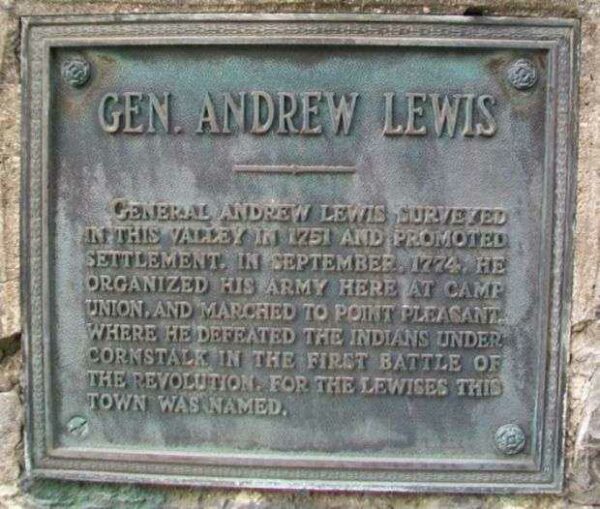 GEN. ANDREW LEWIS
GENERAL ANDREW LEWIS SURVEYED
IN THIS VALLEY IN 1751 AND PROMOTED
SETTLEMENT. IN SEPTEMBER, 1774, HE
ORGANIZED HIS ARMY HERE AT CAMP
UNION, AND MARCHED TO POINT PLEASANT,
WHERE HE DEFEATED THE INDIANS UNDER
CORNSTALK IN THE FIRST BATTLE OF
THE REVOLUTION. FOR THE LEWISES THIS
TOWN WAS NAMED.